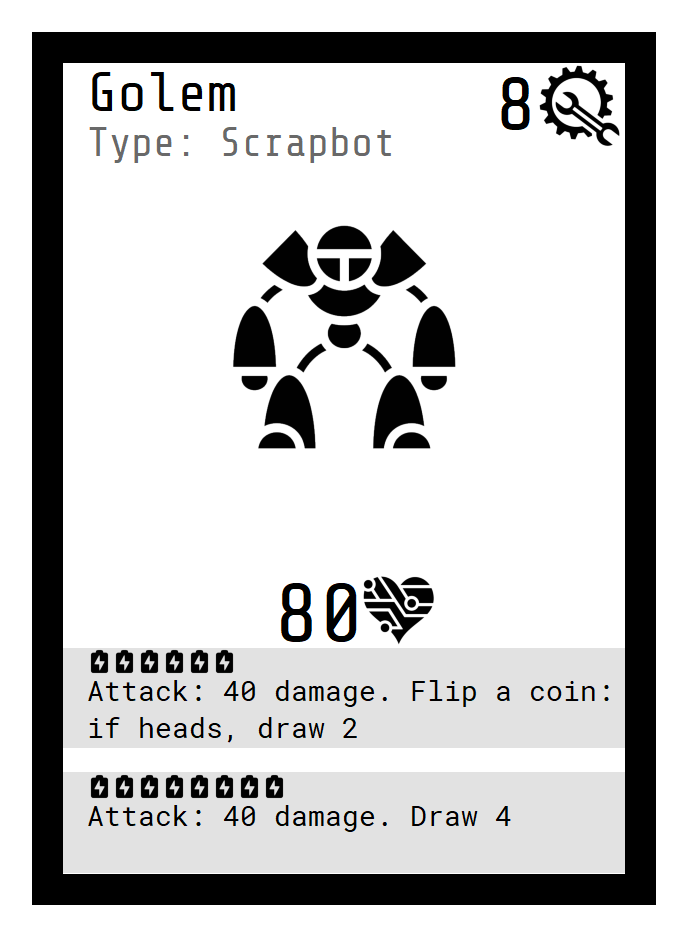 Golem
8
Type: Scrapbot
80
Attack: 40 damage. Flip a coin:
if heads, draw 2
Attack: 40 damage. Draw 4